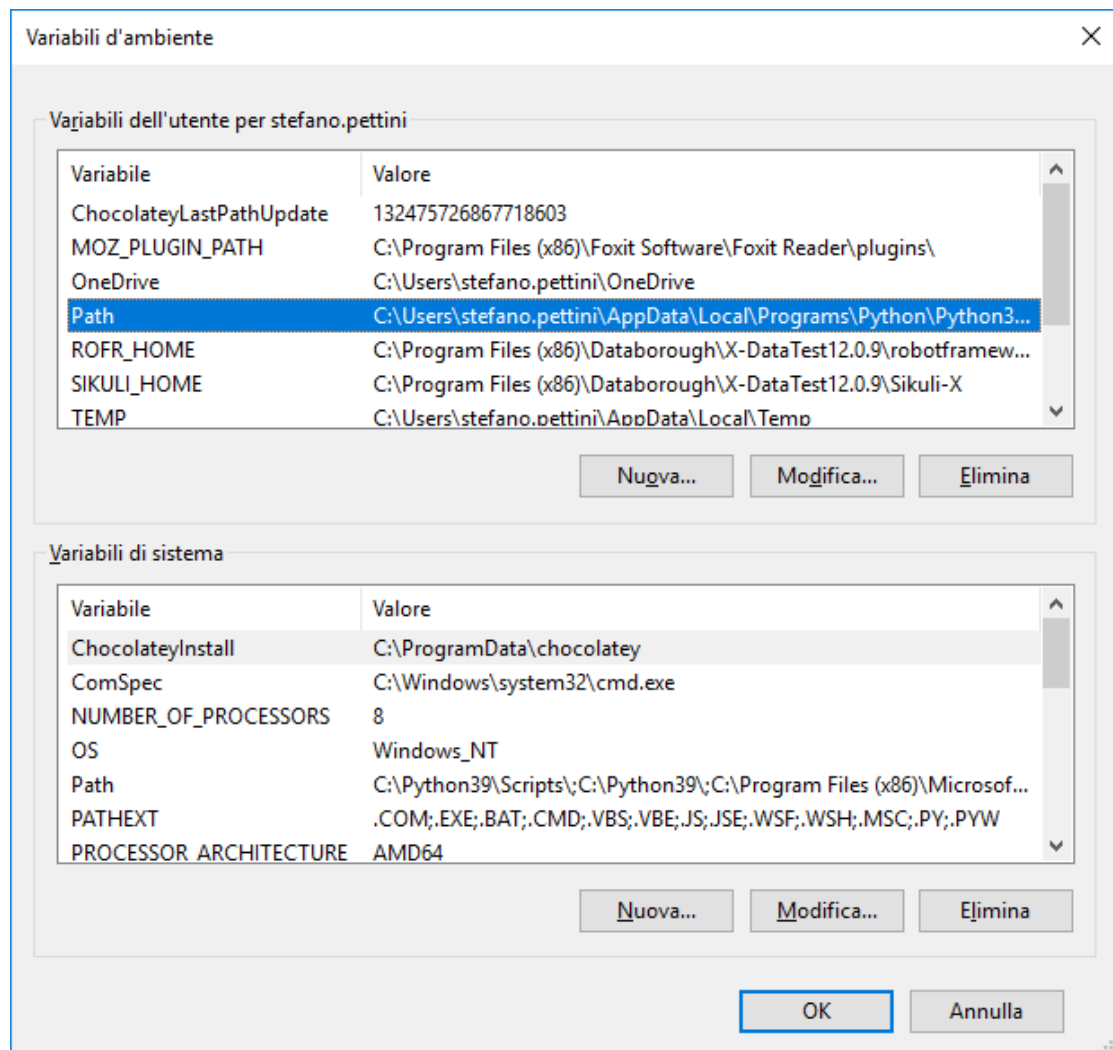 Variabili d'ambiente
Variabili dell'utente per stefano.pettini
Variabile Valore
ChocolateyLastPathUpdate 132475726867718603
MOZ_PLUGIN_PATH C:\Program Files (x86)\Foxit Software\Foxit Reader\plugins\
OneDrive C:\Users\stefano.pettini\OneDrive
Path C:\Users\stefano.pettini\AppData\Local\Programs\Python\Python3...
ROFR_HOME C:\Program Files (x86)\Databorough\X-DataTest12.0.9\robotframew...
SIKULI_HOME C:\Program Files (x86)\Databorough\X-DataTest12.0.9\Sikuli-X
TEMP C:\Users\stefano.pettini\AppData\Local\Temp
Nuova... Modifica... Elimina
Variabili di sistema
Variabile Valore
ChocolateyInstall C:\ProgramData\chocolatey
ComSpec C:\Windows\system32\cmd.exe
NUMBER_OF_PROCESSORS 8
OS Windows_NT
Path C:\Python39\Scripts\;C:\Python39\;C:\Program Files (x86)\Microsof...
PATHEXT .COM;.EXE;.BAT;.CMD;.VBS;.VBE;.JS;.JSE;.WSF;.WSH;.MSC;.PY;.PYW
PROCESSOR_ARCHITECTURE AMD64
Nuova... Modifica... Elimina
OK Annulla